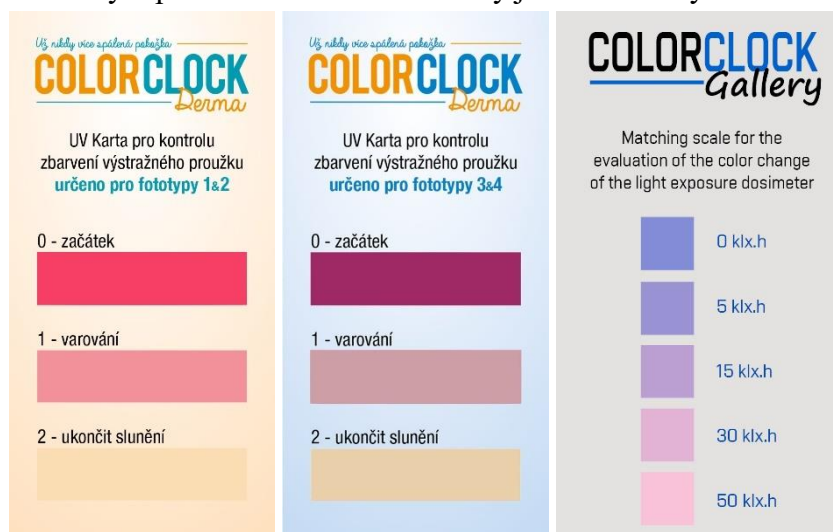 Už nikdy více spálená pokožka
COLORCLOCK
Derma
UV Karta pro kontrolu
zbarvení výstražného proužku
určeno pro fototypy 1&2
0 - začátek
1 - varování
2 - ukončit slunění
Už nikdy více spálená pokožka
COLORCLOCK
Derma
UV Karta pro kontrolu
zbarvení výstražného proužku
určeno pro fototypy 3&4
0 - začátek
1 - varování
2 - ukončit slunění
COLORCLOCK
Gallery
Matching scale for the
evaluation of the color change
of the light exposure dosimeter
0 klx.h
5 klx.h
15 klx.h
30 klx.h
50 klx.h